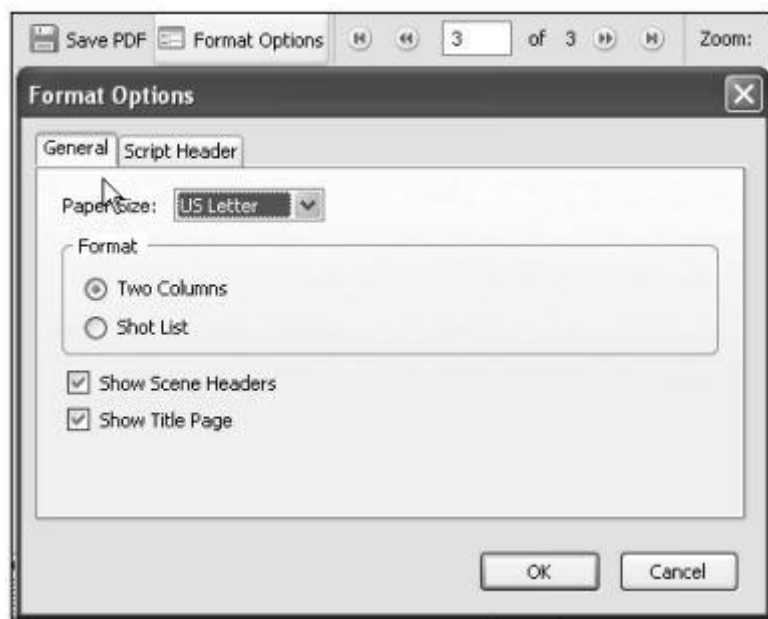 Save PDF Format Options 3 of 3 Zoom:
Format Options
General Script Header
Paper Size: US Letter
Format
Two Columns
Shot List
Show Scene Headers
Show Title Page
OK Cancel